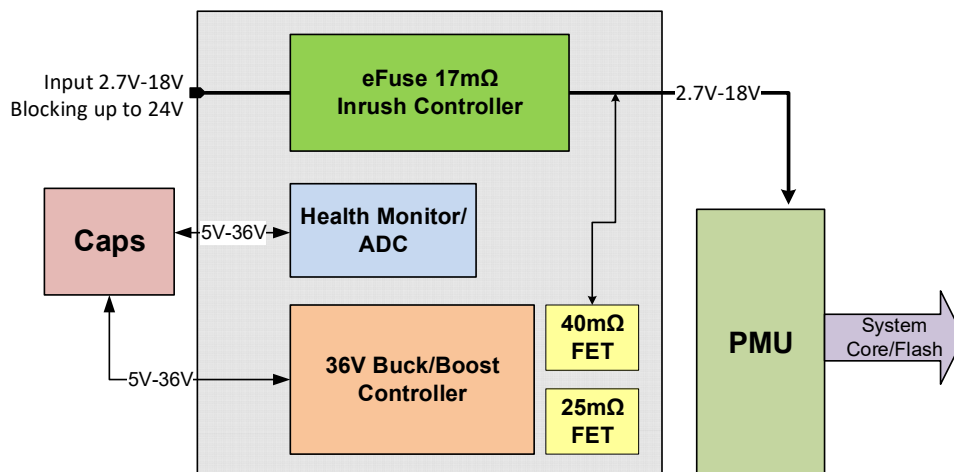 Input 2.7V-18V
Blocking up to 24V
eFuse 17mΩ
Inrush Controller
2.7V-18V
Caps
5V-36V
Health Monitor/
ADC
5V-36V
36V Buck/Boost
Controller
40mΩ
FET
25mΩ
FET
PMU
System
Core/Flash